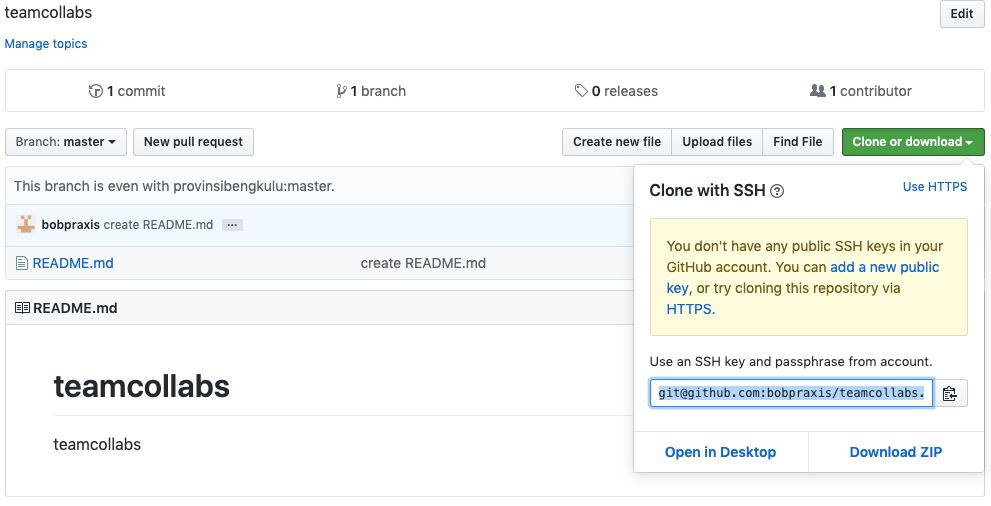 teamcollabs
Edit
Manage topics
1 commit
1 branch
0 releases
1 contributor
Branch: master
New pull request
Create new file
Upload files
Find File
Clone or download
This branch is even with provinsibengkulu:master.
bobpraxis create README.md ...
README.md
create README.md
README.md
teamcollabs
teamcollabs
Clone with SSH
Use HTTPS
You don't have any public SSH keys in your
GitHub account. You can add a new public
key, or try cloning this repository via
HTTPS.
Use an SSH key and passphrase from account.
git@github.com:bobpraxis/teamcollabs.
Open in Desktop
Download ZIP